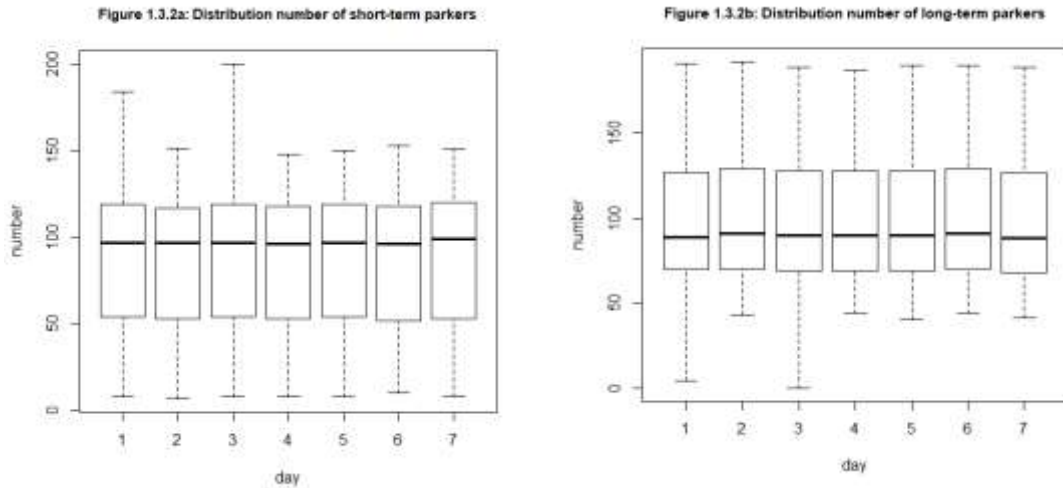 Figure 1.3.2a: Distribution number of short-term parkers
number
200
150
100
50
0
1 2 3 4 5 6 7
day
Figure 1.3.2b: Distribution number of long-term parkers
number
150
100
50
0
1 2 3 4 5 6 7
day